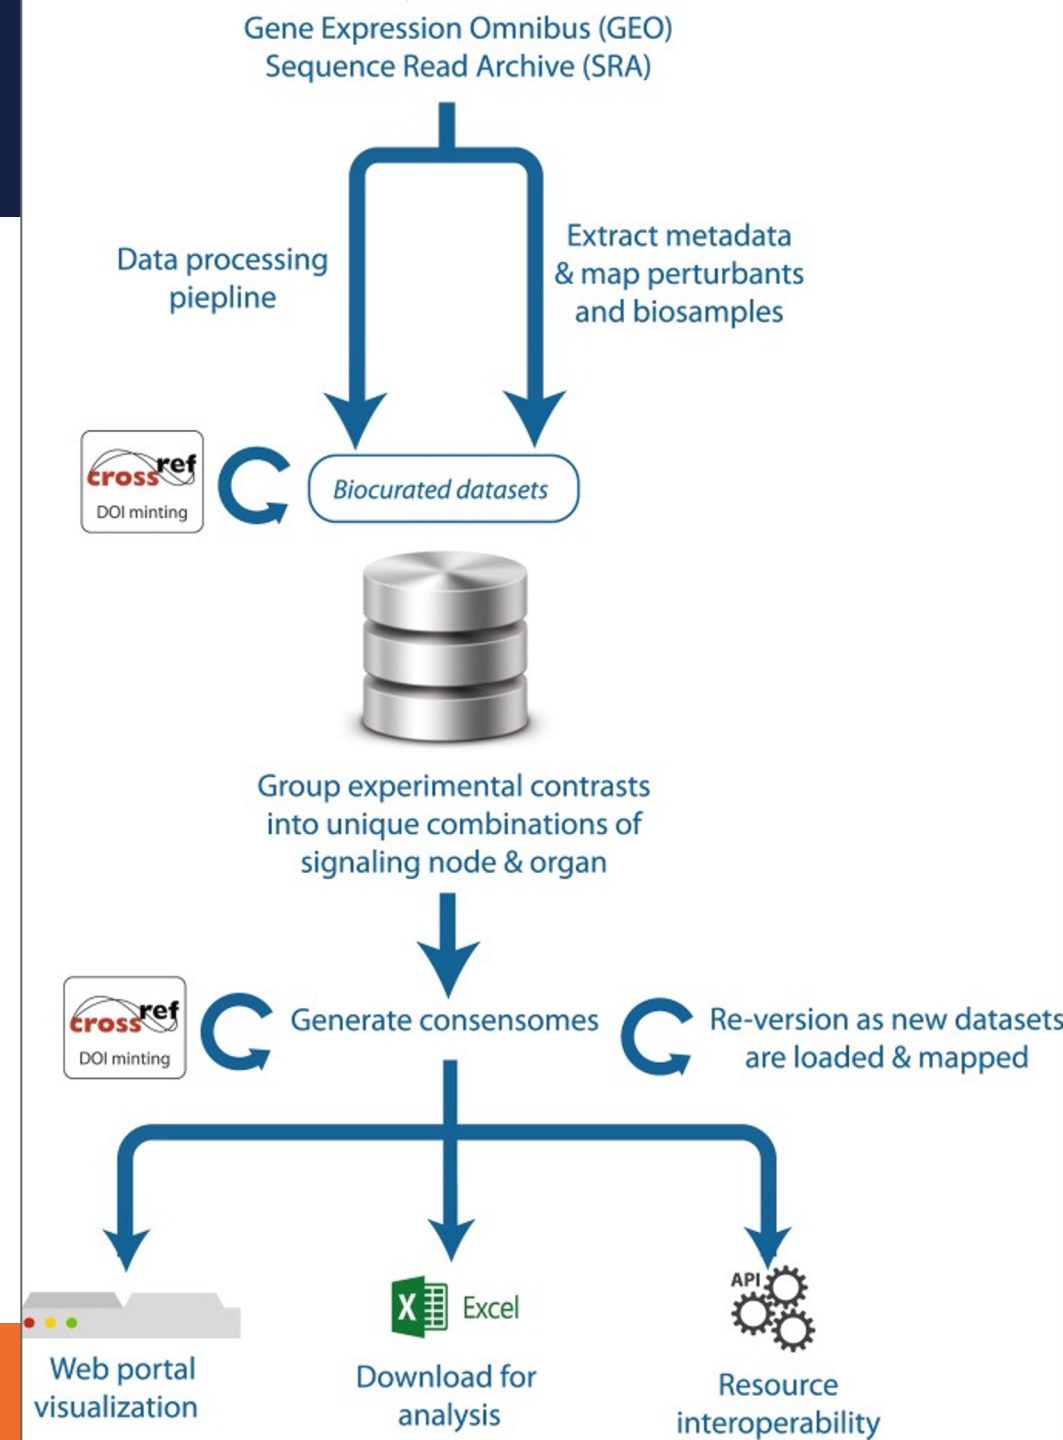 Gene Expression Omnibus (GEO)
Sequence Read Archive (SRA)
Data processing
piepline
Extract metadata
& map perturbants
and biosamples
crossref
DOI minting
Biocurated datasets
Group experimental contrasts
into unique combinations of
signaling node & organ
crossref
DOI minting
Generate consensomes
Re-version as new datasets
are loaded & mapped
Web portal
visualization
X
Excel
Download for
analysis
API
Resource
interoperability